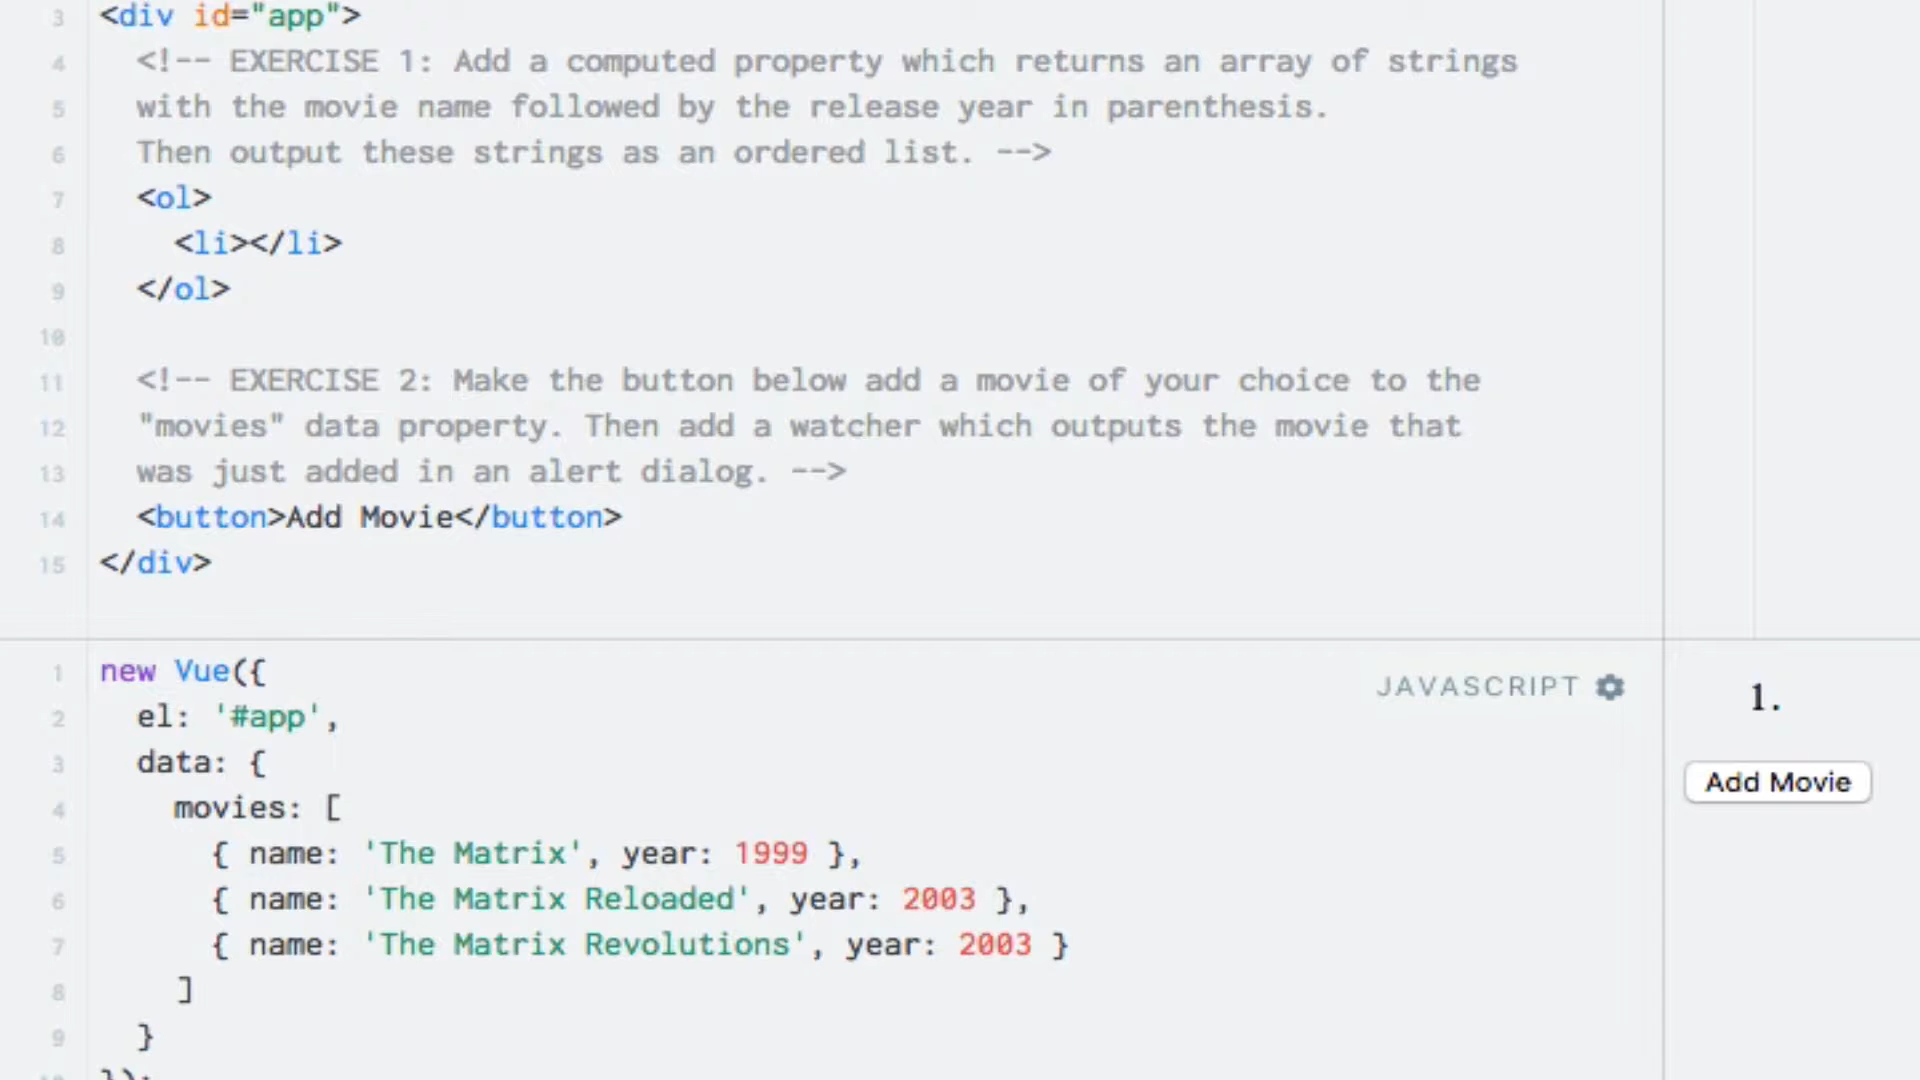 3 <div id="app">
4 <!-- EXERCISE 1: Add a computed property which returns an array of strings
5 with the movie name followed by the release year in parenthesis.
6 Then output these strings as an ordered list. -->
7 <ol>
8 <li></li>
9 </ol>
10
11 <!-- EXERCISE 2: Make the button below add a movie of your choice to the
12 "movies" data property. Then add a watcher which outputs the movie that
13 was just added in an alert dialog. -->
14 <button>Add Movie</button>
15 </div>
1 new Vue({
JAVASCRIPT
2 el: '#app',
3 data: {
4 movies: [
5 { name: 'The Matrix', year: 1999 },
6 { name: 'The Matrix Reloaded', year: 2003 },
7 { name: 'The Matrix Revolutions', year: 2003 }
8 ]
9 }
10 });
1.
Add Movie